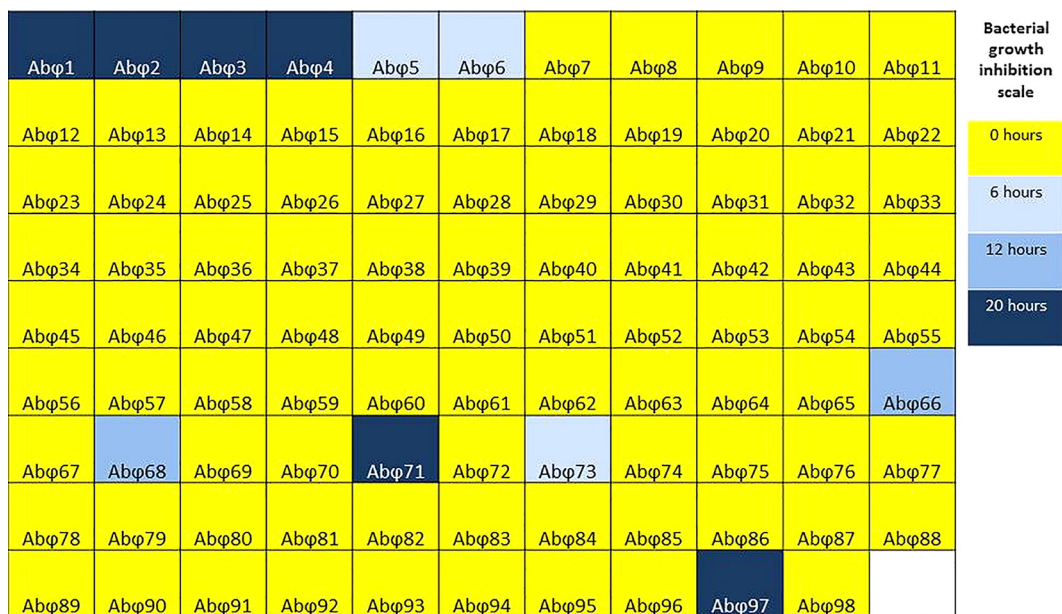 Abφ1 Abφ2 Abφ3 Abφ4 Abφ5 Abφ6 Abφ7 Abφ8 Abφ9 Abφ10 Abφ11
Abφ12 Abφ13 Abφ14 Abφ15 Abφ16 Abφ17 Abφ18 Abφ19 Abφ20 Abφ21 Abφ22
Abφ23 Abφ24 Abφ25 Abφ26 Abφ27 Abφ28 Abφ29 Abφ30 Abφ31 Abφ32 Abφ33
Abφ34 Abφ35 Abφ36 Abφ37 Abφ38 Abφ39 Abφ40 Abφ41 Abφ42 Abφ43 Abφ44
Abφ45 Abφ46 Abφ47 Abφ48 Abφ49 Abφ50 Abφ51 Abφ52 Abφ53 Abφ54 Abφ55
Abφ56 Abφ57 Abφ58 Abφ59 Abφ60 Abφ61 Abφ62 Abφ63 Abφ64 Abφ65 Abφ66
Abφ67 Abφ68 Abφ69 Abφ70 Abφ71 Abφ72 Abφ73 Abφ74 Abφ75 Abφ76 Abφ77
Abφ78 Abφ79 Abφ80 Abφ81 Abφ82 Abφ83 Abφ84 Abφ85 Abφ86 Abφ87 Abφ88
Abφ89 Abφ90 Abφ91 Abφ92 Abφ93 Abφ94 Abφ95 Abφ96 Abφ97 Abφ98
Bacterial
growth
inhibition
scale
0 hours
6 hours
12 hours
20 hours